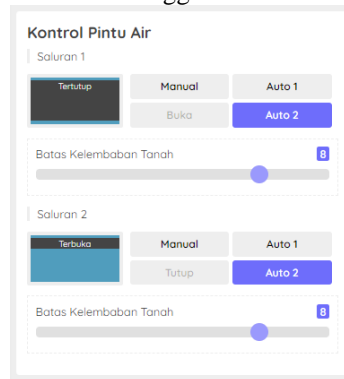 Kontrol Pintu Air
Saluran 1
Tertutup
Manual
Auto 1
Buka
Auto 2
Batas Kelembaban Tanah
8
Saluran 2
Terbuka
Manual
Auto 1
Tutup
Auto 2
Batas Kelembaban Tanah
8